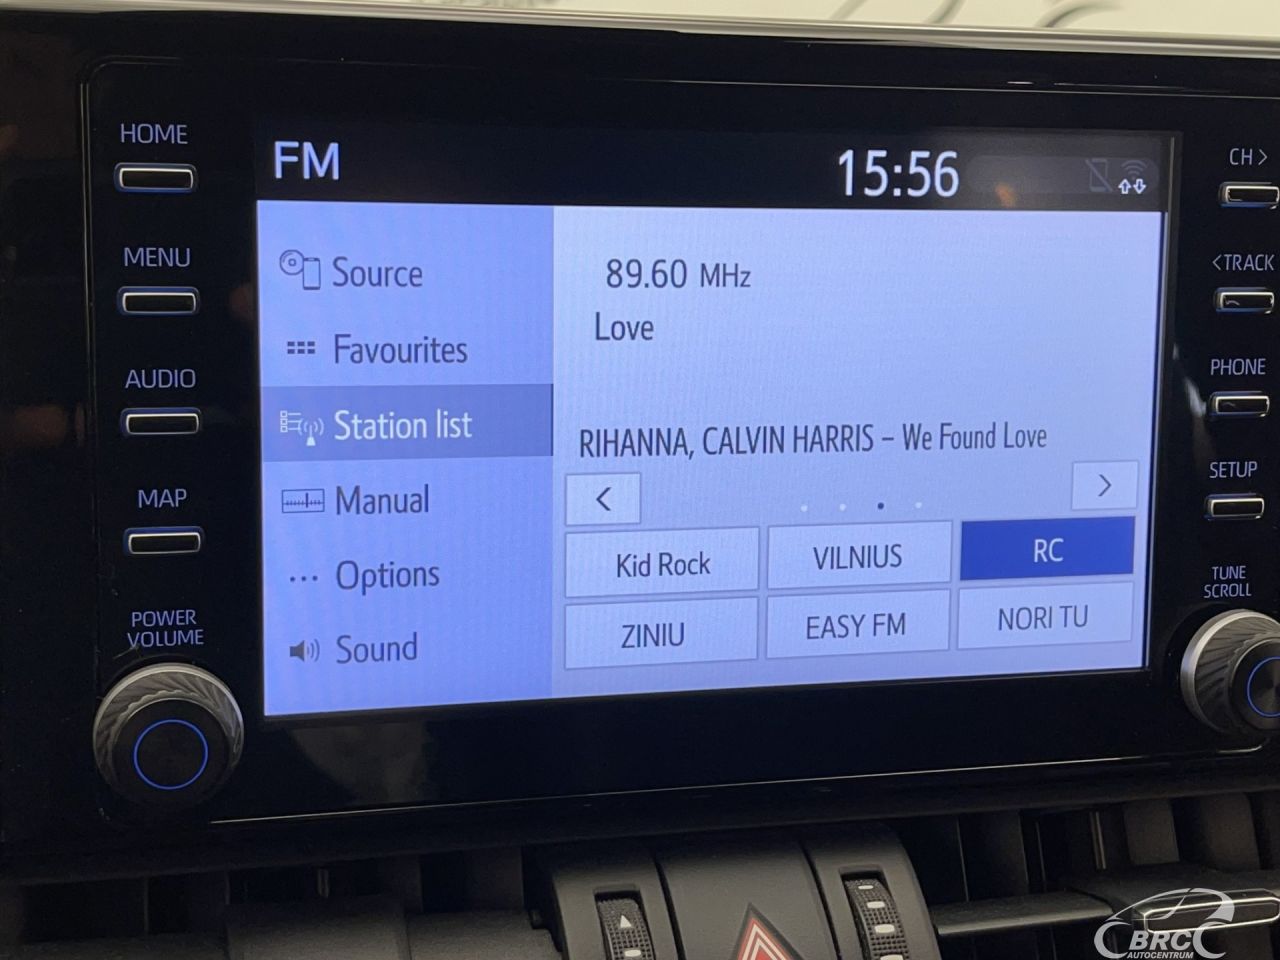 HOME
MENU
AUDIO
MAP
POWER
VOLUME
FM
15:56
Source
Favourites
Station list
Manual
Options
Sound
89.60 MHz
Love
RIHANNA, CALVIN HARRIS – We Found Love
<
>
Kid Rock
VILNIUS
RC
ZINIU
EASY FM
NORI TU
CH >
< TRACK
PHONE
SETUP
TUNE
SCROLL
BRC
AUTOCENTRUM